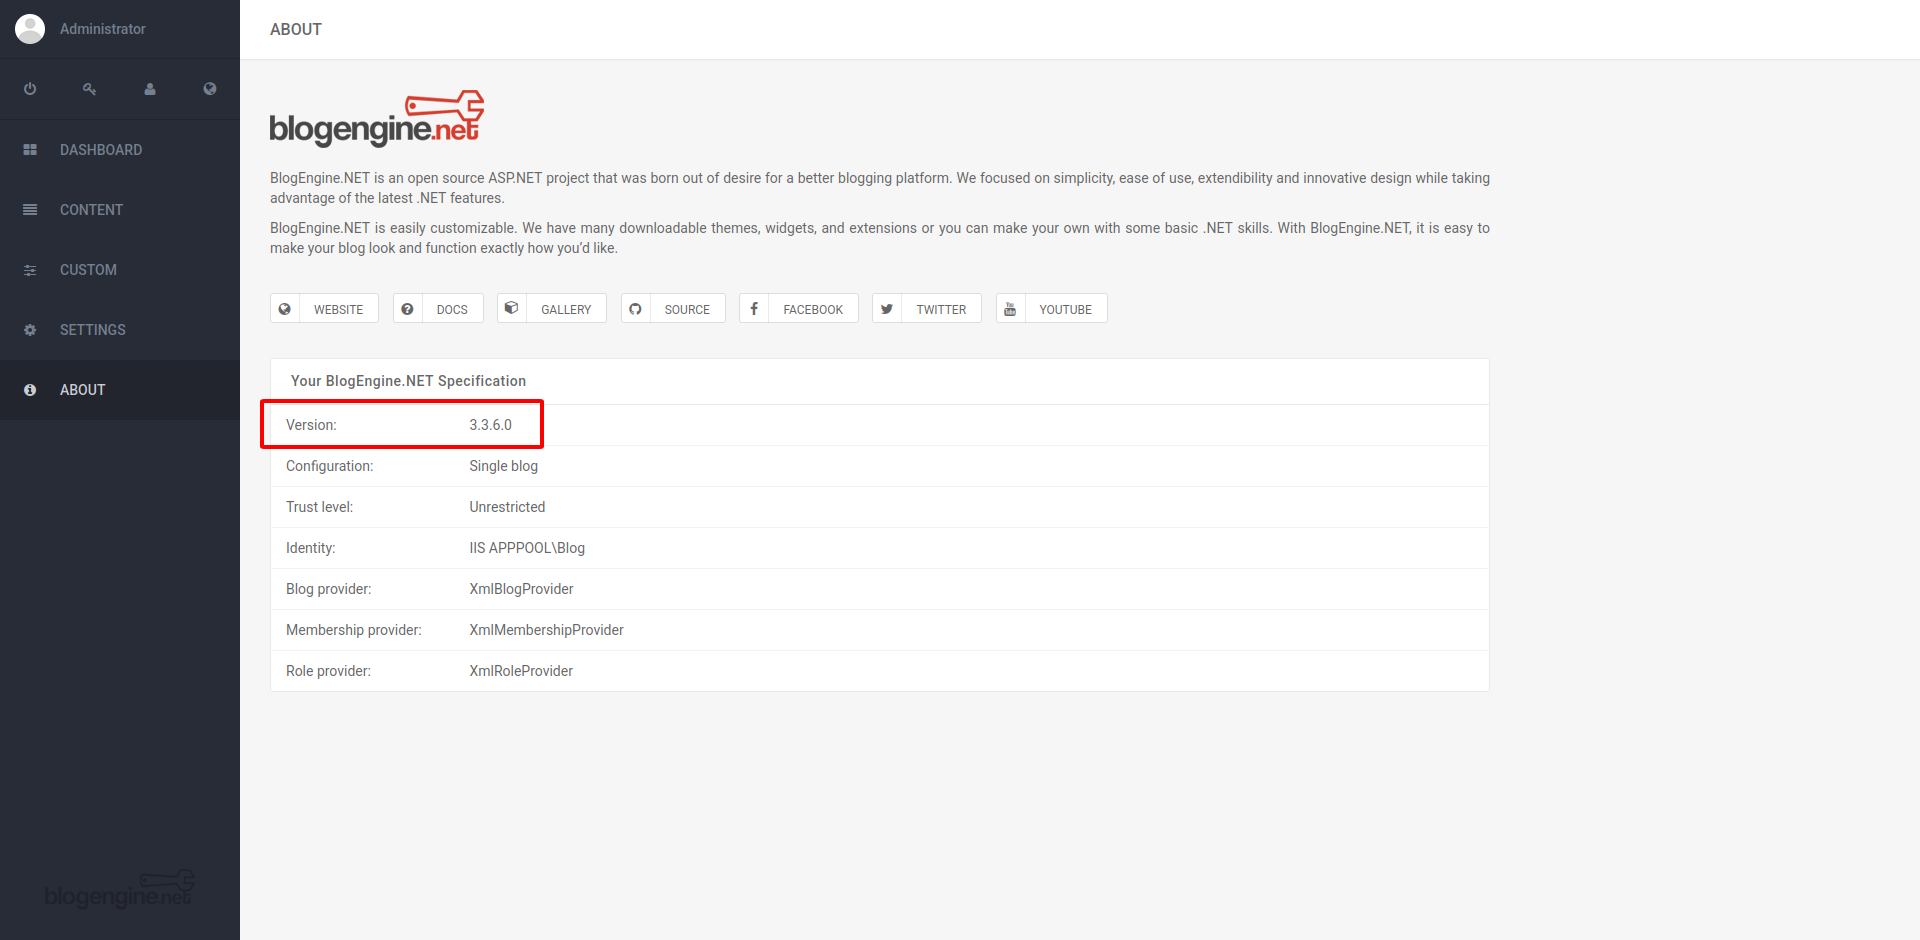 Administrator
ABOUT
DASHBOARD
CONTENT
CUSTOM
SETTINGS
ABOUT
blogengine.net
blogengine.net
BlogEngine.NET is an open source ASP.NET project that was born out of desire for a better blogging platform. We focused on simplicity, ease of use, extendibility and innovative design while taking
advantage of the latest .NET features.
BlogEngine.NET is easily customizable. We have many downloadable themes, widgets, and extensions or you can make your own with some basic .NET skills. With BlogEngine.NET, it is easy to
make your blog look and function exactly how you’d like.
WEBSITE DOCS GALLERY SOURCE FACEBOOK TWITTER You Tube YOUTUBE
Your BlogEngine.NET Specification
Version: 3.3.6.0
Configuration: Single blog
Trust level: Unrestricted
Identity: IIS APPPOOL\Blog
Blog provider: XmlBlogProvider
Membership provider: XmlMembershipProvider
Role provider: XmlRoleProvider